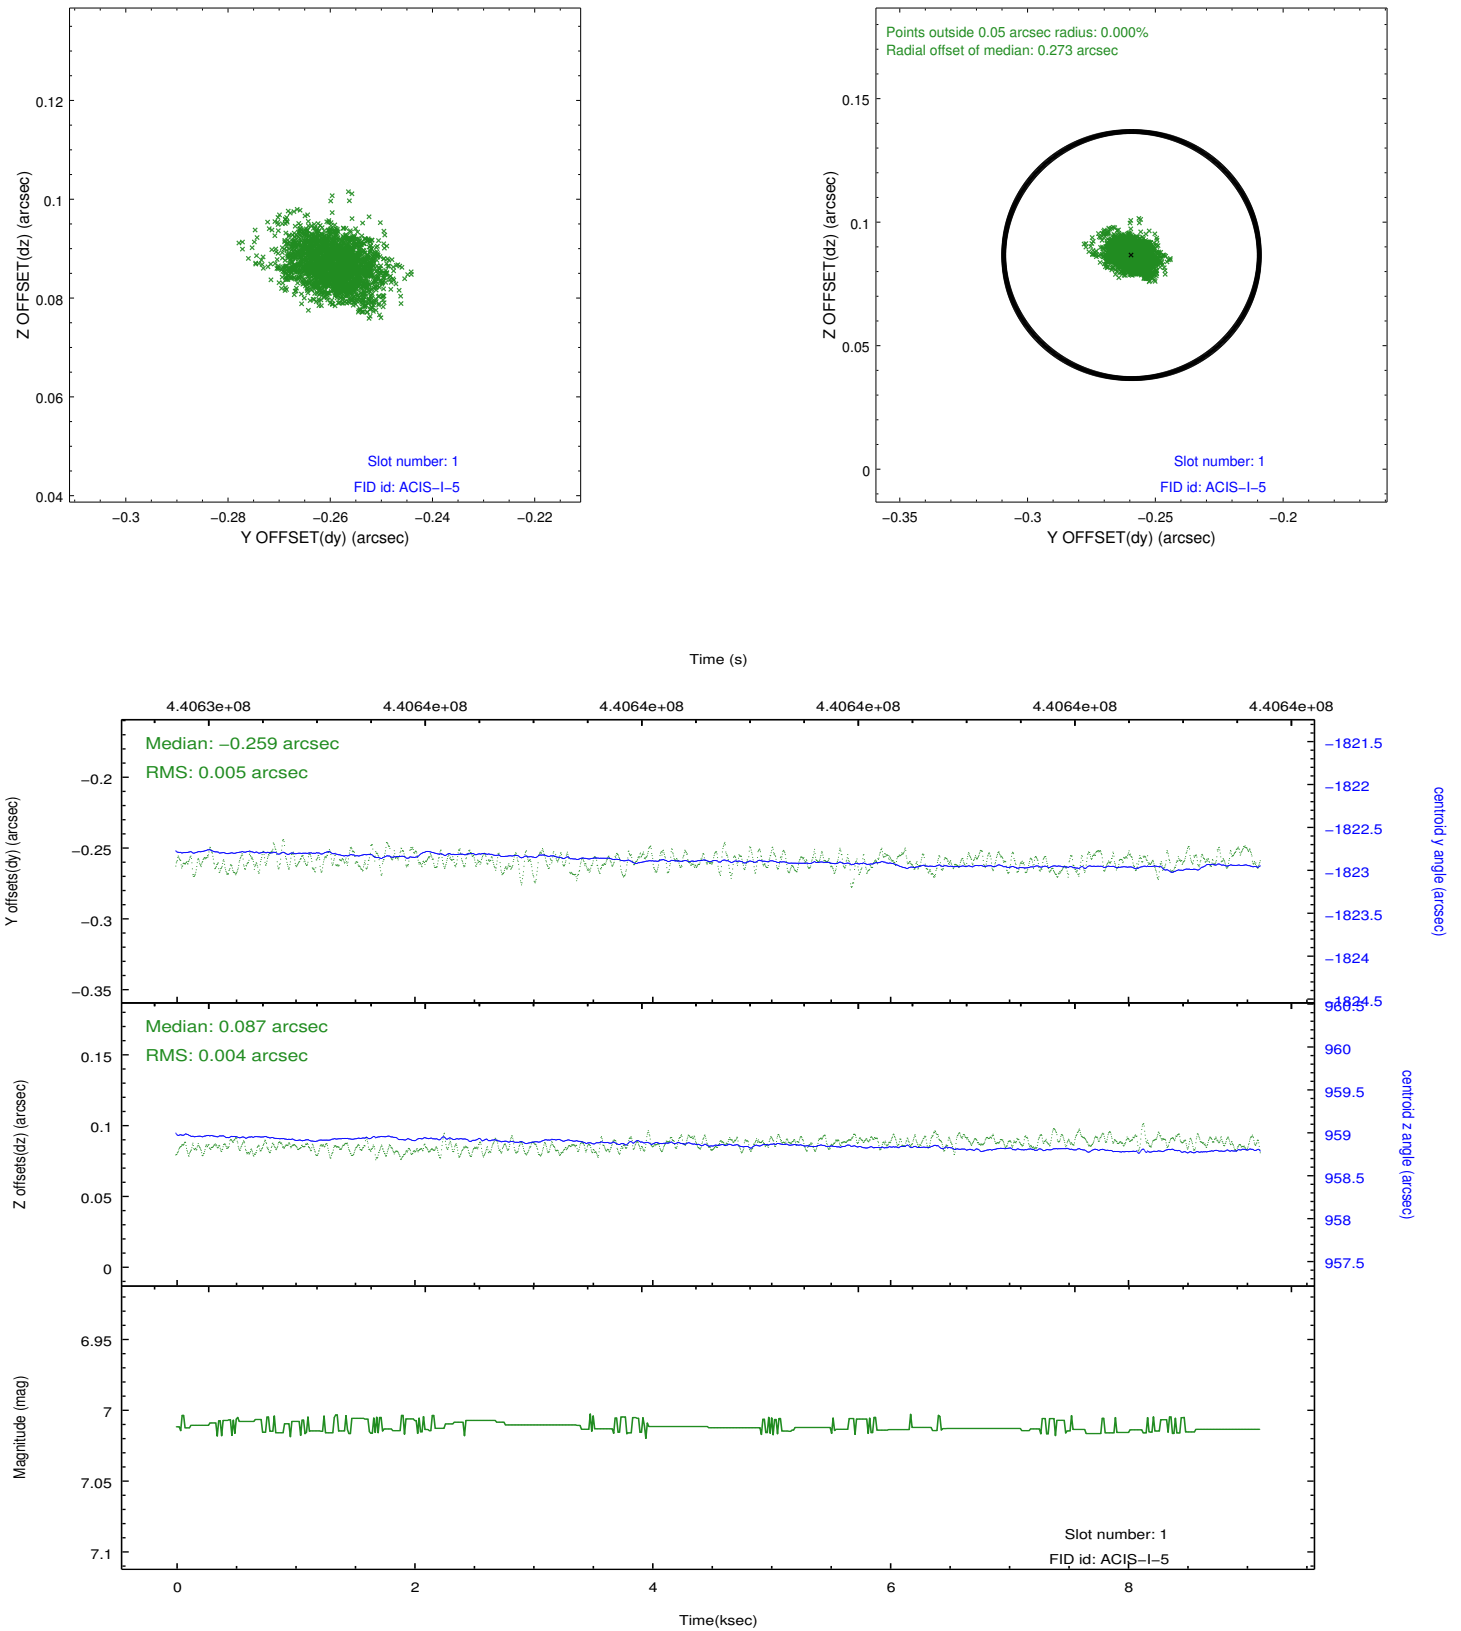 0.12
0.1
0.08
0.06
0.04
Z OFFSET(dz) (arcsec)
Slot number: 1
FID id: ACIS−I−5
−0.3 −0.28 −0.26 −0.24 −0.22
Y OFFSET(dy) (arcsec)
Points outside 0.05 arcsec radius: 0.000%
Radial offset of median: 0.273 arcsec
0.15
0.1
0.05
0
Z OFFSET(dz) (arcsec)
Slot number: 1
FID id: ACIS−I−5
−0.35 −0.3 −0.25 −0.2
Y OFFSET(dy) (arcsec)
Time (s)
4.4063e+08 4.4064e+08 4.4064e+08 4.4064e+08 4.4064e+08 4.4064e+08
Median: −0.259 arcsec
RMS: 0.005 arcsec
−0.2
−0.25
−0.3
−0.35
Y offsets(dy) (arcsec)
−1821.5
−1822
−1822.5
−1823
−1823.5
−1824
−1824.5
centroid y angle (arcsec)
Median: 0.087 arcsec
RMS: 0.004 arcsec
0.15
0.1
0.05
0
Z offsets(dz) (arcsec)
960.5
960
959.5
959
958.5
958
957.5
centroid z angle (arcsec)
6.95
7
7.05
7.1
Magnitude (mag)
Slot number: 1
FID id: ACIS−I−5
0 2 4 6 8
Time(ksec)